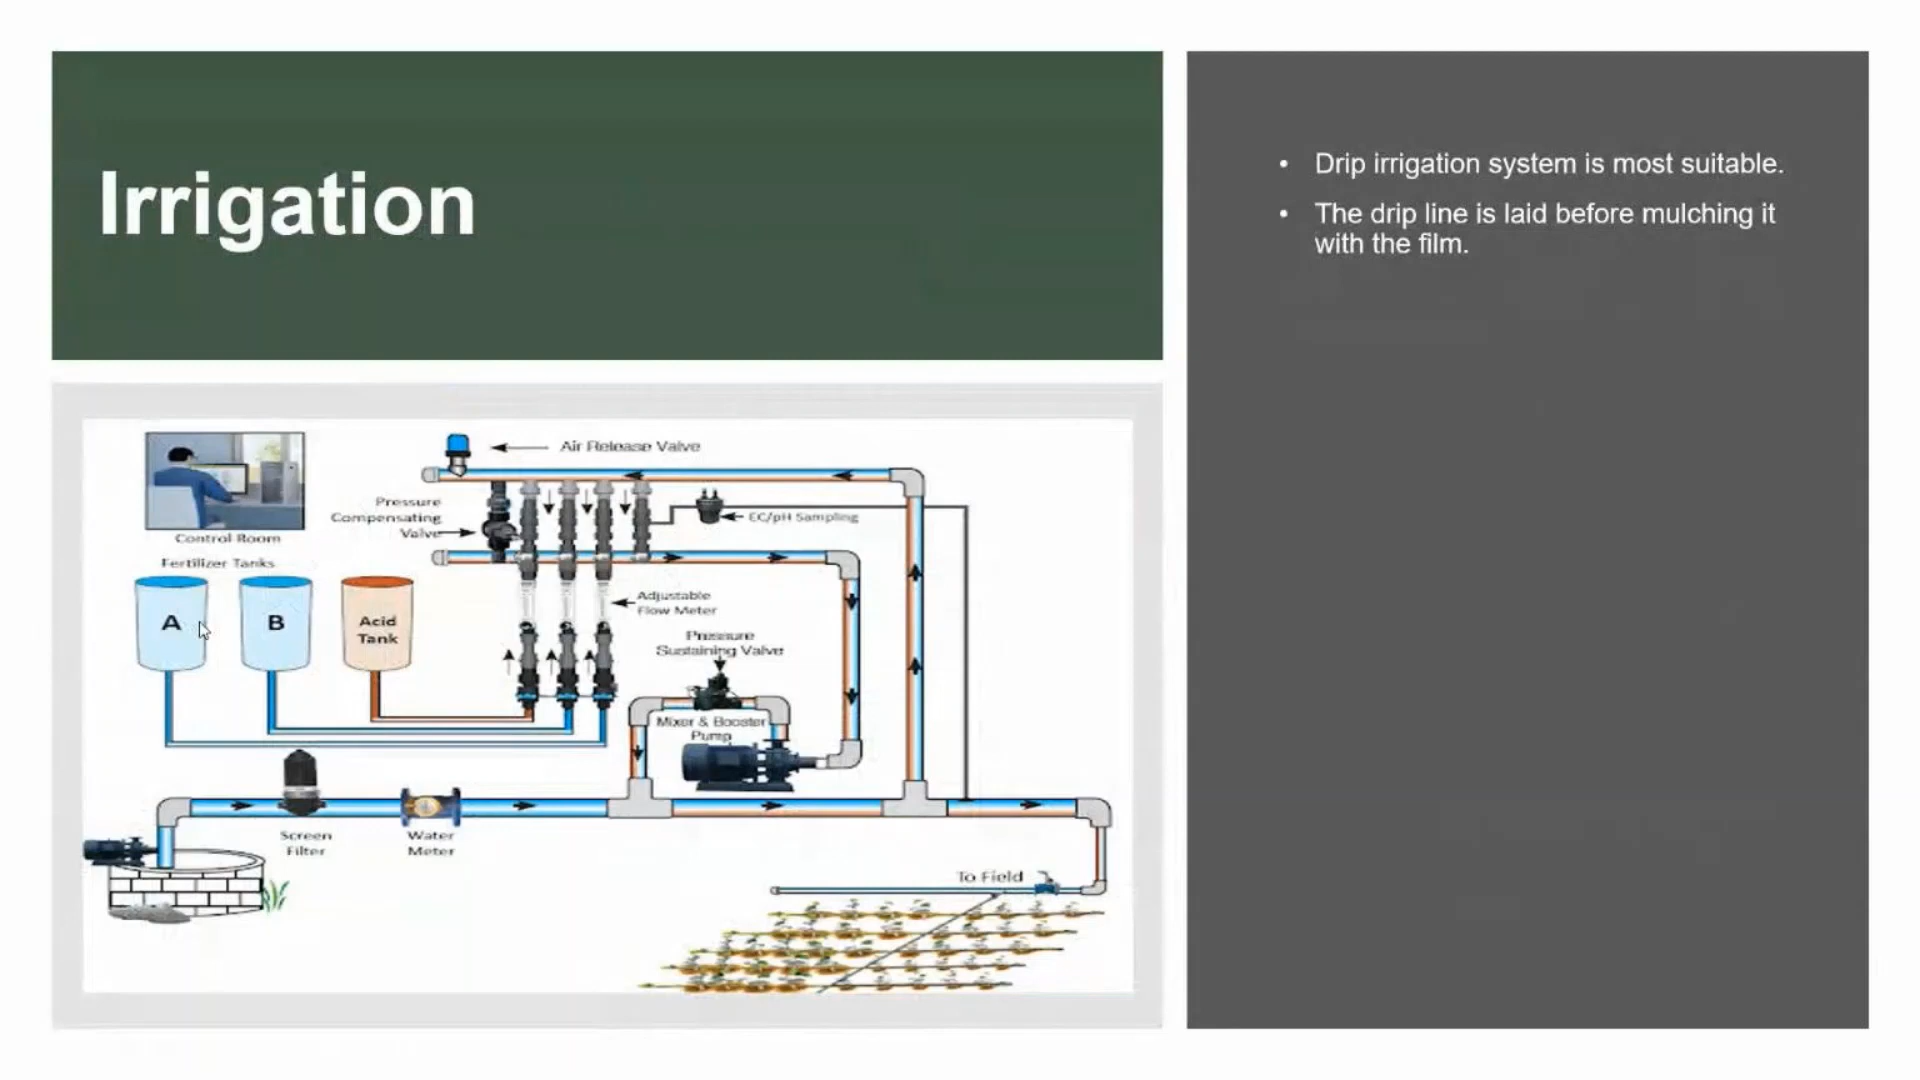 Irrigation
• Drip irrigation system is most suitable.
• The drip line is laid before mulching it
with the film.
Air Release Valve
Pressure
Compensating
Valve
EC/pH Sampling
Control Room
Fertilizer Tanks
A
B
Acid
Tank
Adjustable
Flow Meter
Pressure
Sustaining Valve
Mixer & Booster
Pump
Screen
Filter
Water
Meter
To Field